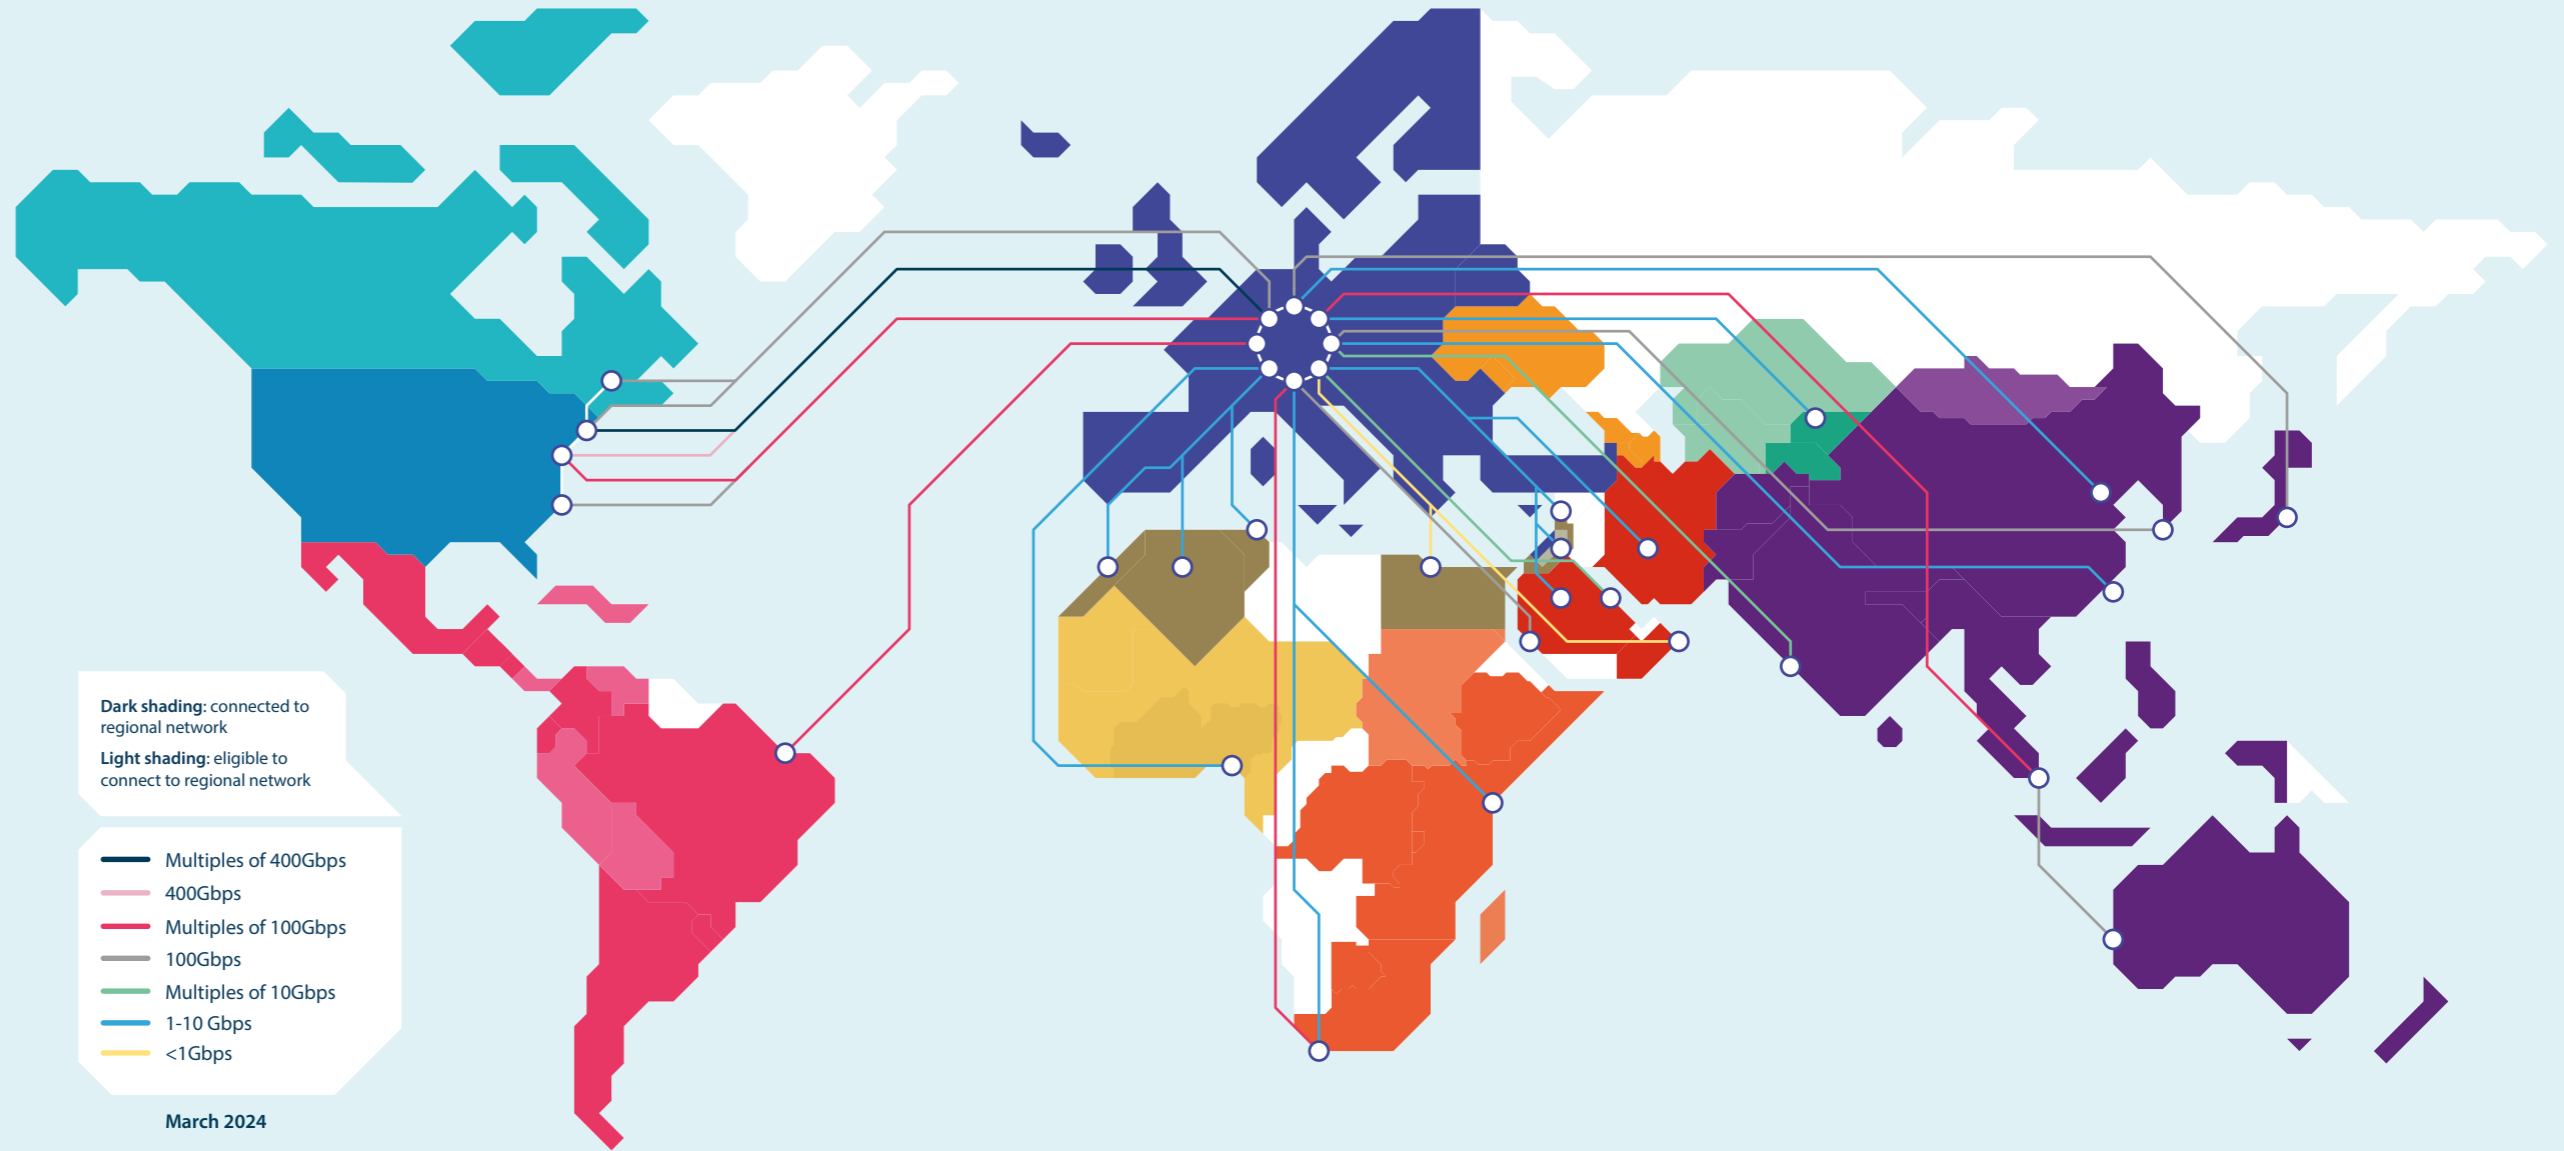 Dark shading: connected to
regional network
Light shading: eligible to
connect to regional network
Multiples of 400Gbps
400Gbps
Multiples of 100Gbps
100Gbps
Multiples of 10Gbps
1-10 Gbps
<1Gbps
March 2024